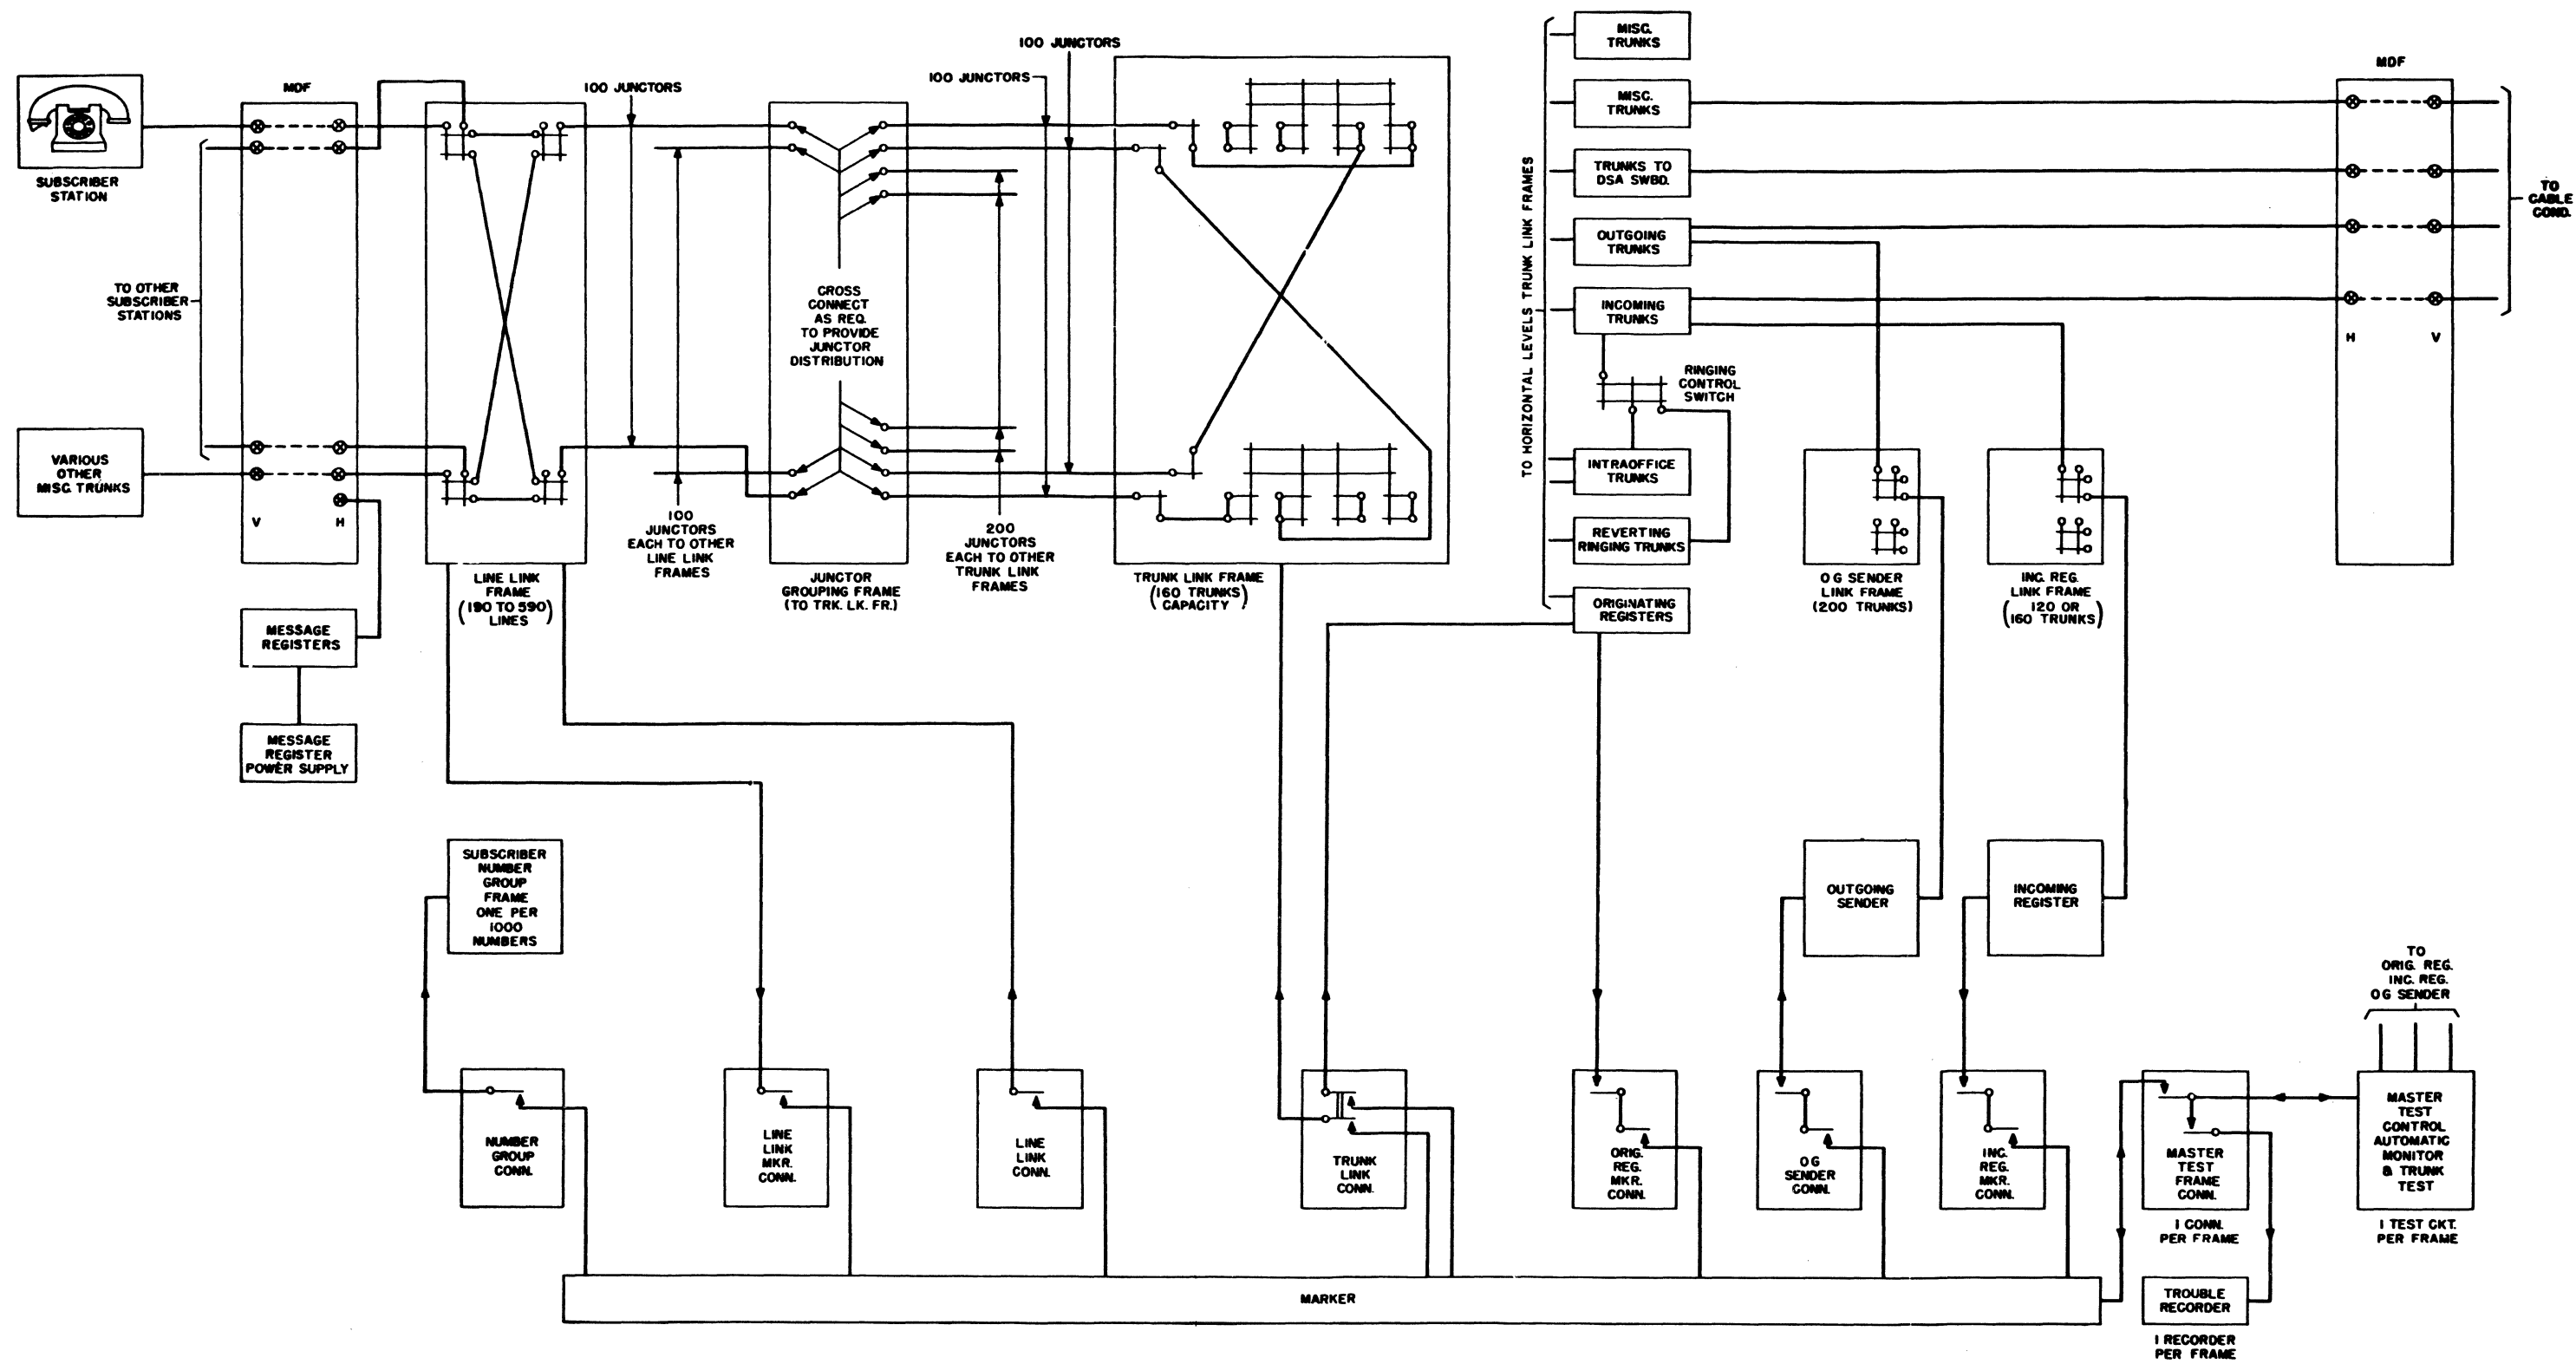 SUBSCRIBER
STATION
MDF
TO OTHER
SUBSCRIBER
STATIONS
VARIOUS
OTHER
MISC. TRUNKS
V
H
MESSAGE
REGISTERS
MESSAGE
REGISTER
POWER SUPPLY
LINE LINK
FRAME
(190 TO 590)
LINES
100 JUNCTORS
100
JUNCTORS
EACH TO OTHER
LINE LINK
FRAMES
CROSS
CONNECT
AS REQ.
TO PROVIDE
JUNCTOR
DISTRIBUTION
JUNCTOR
GROUPING FRAME
(TO TRK. LK. FR.)
100 JUNCTORS
100 JUNCTORS
200
JUNCTORS
EACH TO OTHER
TRUNK LINK
FRAMES
TRUNK LINK FRAME
(160 TRUNKS)
CAPACITY
TO HORIZONTAL LEVELS TRUNK LINK FRAMES
MISC.
TRUNKS
MISC.
TRUNKS
TRUNKS TO
DSA SWBD.
OUTGOING
TRUNKS
INCOMING
TRUNKS
RINGING
CONTROL
SWITCH
INTRAOFFICE
TRUNKS
REVERTING
RINGING TRUNKS
ORIGINATING
REGISTERS
OG SENDER
LINK FRAME
(200 TRUNKS)
INC. REG.
LINK FRAME
(120 OR
160 TRUNKS)
MDF
H
V
TO
CABLE
COND.
SUBSCRIBER
NUMBER
GROUP
FRAME
ONE PER
1000
NUMBERS
OUTGOING
SENDER
INCOMING
REGISTER
TO
ORIG. REG.
INC. REG.
OG SENDER
NUMBER
GROUP
CONN.
LINE
LINK
MKR.
CONN.
LINE
LINK
CONN.
TRUNK
LINK
CONN.
ORIG.
REG.
MKR.
CONN.
OG
SENDER
CONN.
INC.
REG.
MKR.
CONN.
MASTER
TEST
FRAME
CONN.
1 CONN.
PER FRAME
MASTER
TEST
CONTROL
AUTOMATIC
MONITOR
& TRUNK
TEST
1 TEST CKT.
PER FRAME
MARKER
TROUBLE
RECORDER
1 RECORDER
PER FRAME